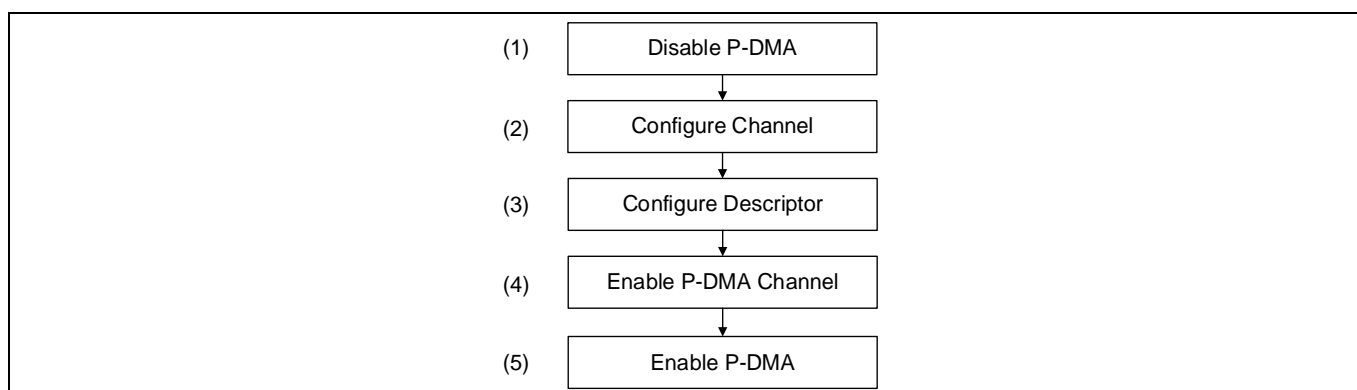 (1) Disable P-DMA
(2) Configure Channel
(3) Configure Descriptor
(4) Enable P-DMA Channel
(5) Enable P-DMA